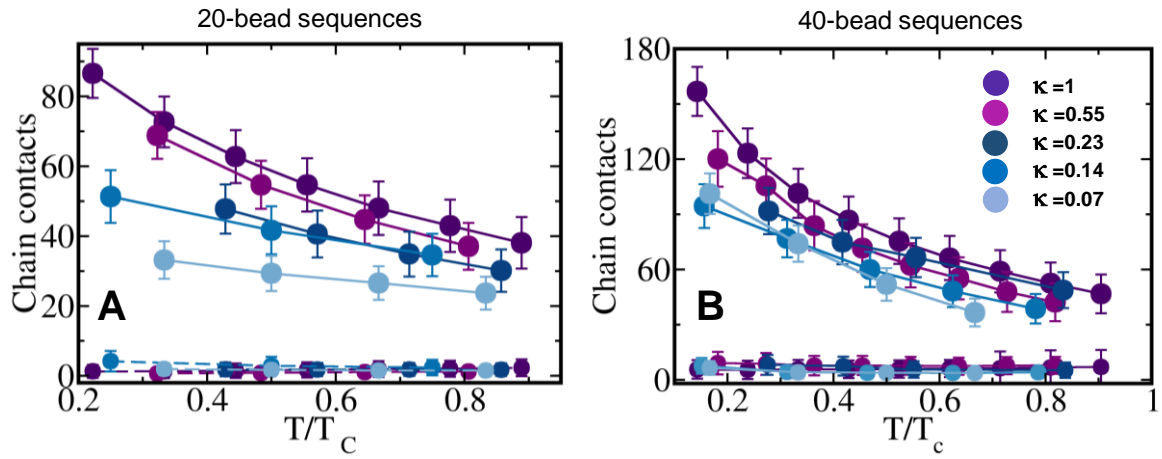 20-bead sequences
40-bead sequences
Chain contacts
80
60
40
20
0
A
0.2
0.4
0.6
0.8
T/T_C
Chain contacts
180
120
60
0
B
κ =1
κ =0.55
κ =0.23
κ =0.14
κ =0.07
0.2
0.4
0.6
0.8
1
T/T_c